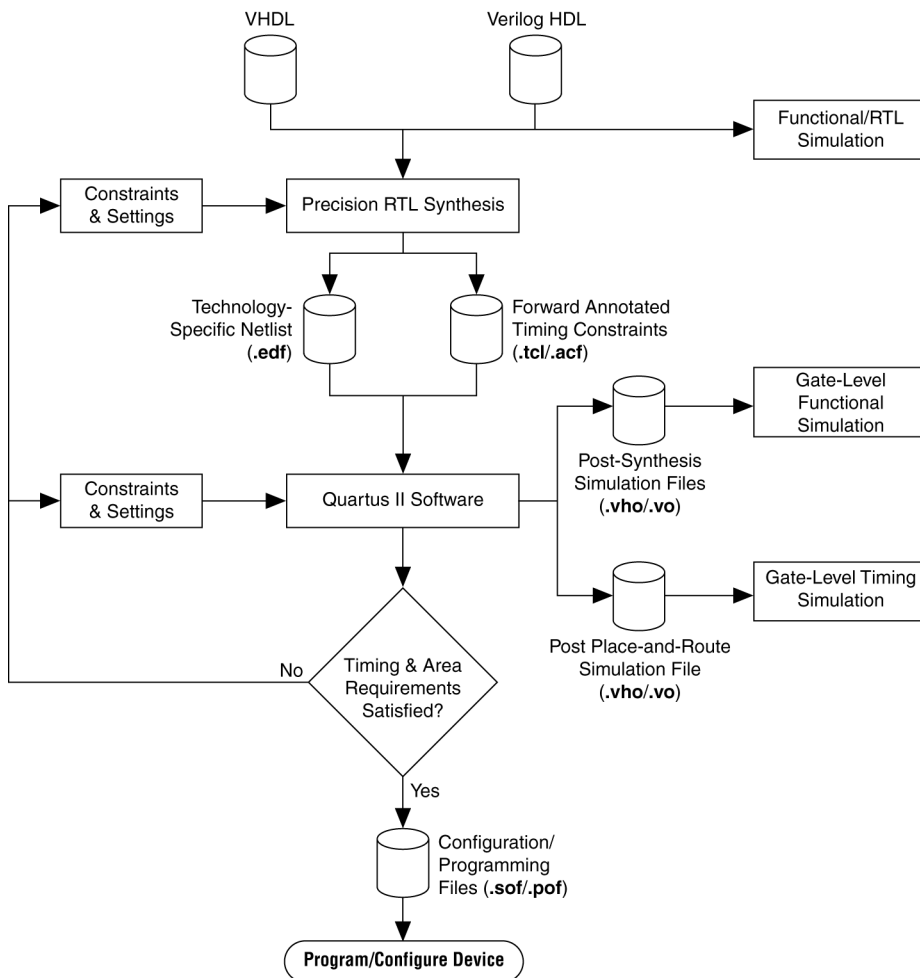 VHDL
Verilog HDL
Functional/RTL
Simulation
Constraints
& Settings
Precision RTL Synthesis
Technology-
Specific Netlist
(.edf)
Forward Annotated
Timing Constraints
(.tcl/.acf)
Gate-Level
Functional
Simulation
Post-Synthesis
Simulation Files
(.vho/.vo)
Constraints
& Settings
Quartus II Software
Gate-Level Timing
Simulation
Post Place-and-Route
Simulation File
(.vho/.vo)
No
Timing & Area
Requirements
Satisfied?
Yes
Configuration/
Programming
Files (.sof/.pof)
Program/Configure Device